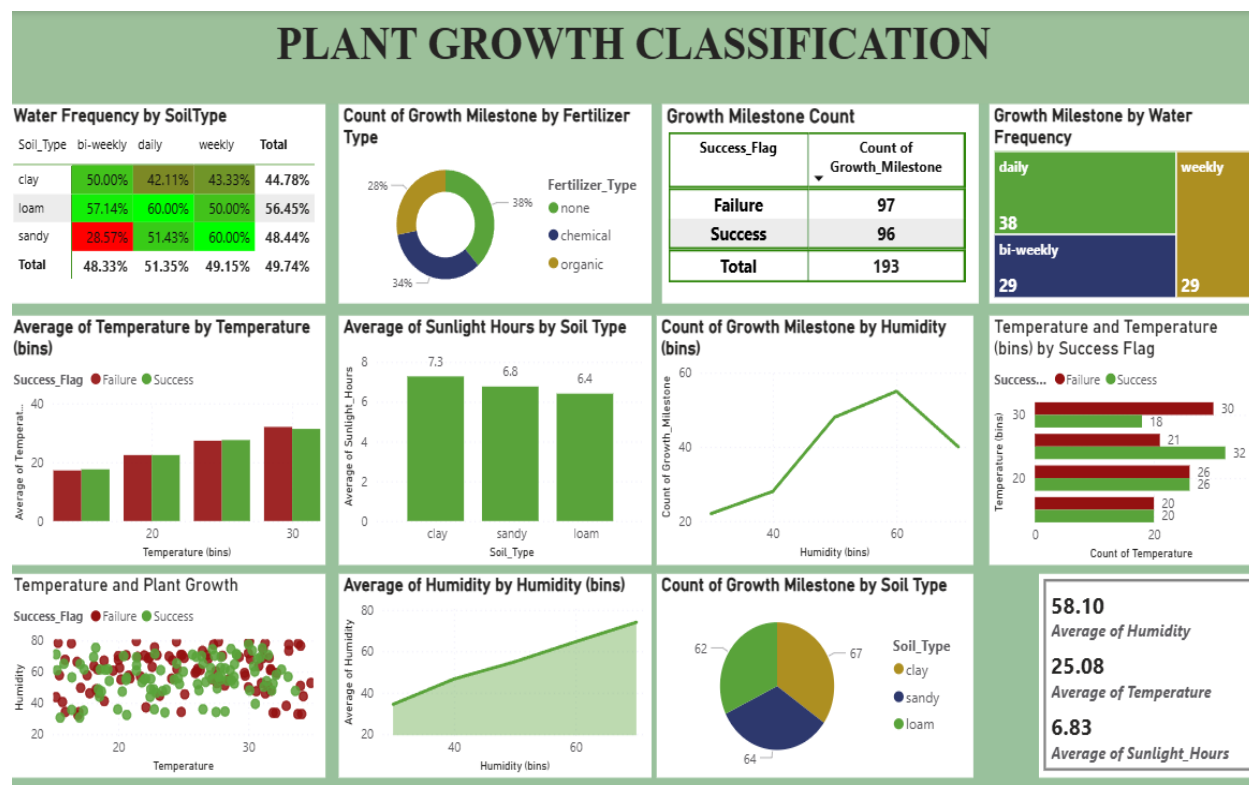 PLANT GROWTH CLASSIFICATION
Water Frequency by SoilType
Soil_Type bi-weekly daily weekly Total
clay 50.00% 42.11% 43.33% 44.78%
loam 57.14% 60.00% 50.00% 56.45%
sandy 28.57% 51.43% 60.00% 48.44%
Total 48.33% 51.35% 49.15% 49.74%
Count of Growth Milestone by Fertilizer
Type
28%
38%
34%
Fertilizer_Type
none
chemical
organic
Growth Milestone Count
Success_Flag Count of
Growth_Milestone
Failure 97
Success 96
Total 193
Growth Milestone by Water
Frequency
daily
38
bi-weekly
29
weekly
29
Average of Temperature by Temperature
(bins)
Success_Flag Failure Success
Average of Temperat...
40
20
0
20 30
Temperature (bins)
Average of Sunlight Hours by Soil Type
Average of Sunlight_Hours
8
6
4
2
0
7.3
6.8
6.4
clay sandy loam
Soil_Type
Count of Growth Milestone by Humidity
(bins)
Count of Growth_Milestone
60
40
20
40 60
Humidity (bins)
Temperature and Temperature
(bins) by Success Flag
Success... Failure Success
Temperature (bins)
30
20
30
18
21
32
26
26
20
20
0 20
Count of Temperature
Temperature and Plant Growth
Success_Flag Failure Success
Humidity
80
60
40
20
20 30
Temperature
Average of Humidity by Humidity (bins)
Average of Humidity
80
60
40
20
40 60
Humidity (bins)
Count of Growth Milestone by Soil Type
62
67
64
Soil_Type
clay
sandy
loam
58.10
Average of Humidity
25.08
Average of Temperature
6.83
Average of Sunlight_Hours